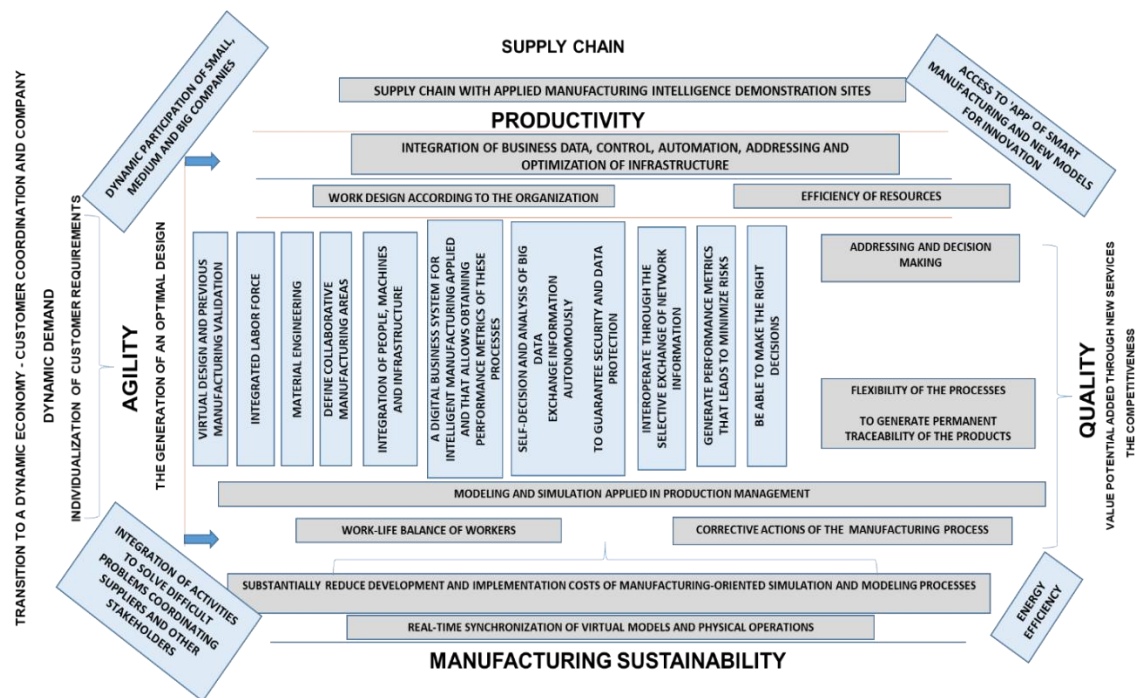 SUPPLY CHAIN
DYNAMIC PARTICIPATION OF SMALL,
MEDIUM AND BIG COMPANIES
SUPPLY CHAIN WITH APPLIED MANUFACTURING INTELLIGENCE DEMONSTRATION SITES
ACCESS TO 'APP' OF SMART
MANUFACTURING AND NEW MODELS
FOR INNOVATION
PRODUCTIVITY
INTEGRATION OF BUSINESS DATA, CONTROL, AUTOMATION, ADDRESSING AND
OPTIMIZATION OF INFRASTRUCTURE
WORK DESIGN ACCORDING TO THE ORGANIZATION
EFFICIENCY OF RESOURCES
TRANSITION TO A DYNAMIC ECONOMY - CUSTOMER COORDINATION AND COMPANY
DYNAMIC DEMAND
INDIVIDUALIZATION OF CUSTOMER REQUIREMENTS
AGILITY
THE GENERATION OF AN OPTIMAL DESIGN
VIRTUAL DESIGN AND PREVIOUS
MANUFACTURING VALIDATION
INTEGRATED LABOR FORCE
MATERIAL ENGINEERING
DEFINE COLLABORATIVE
MANUFACTURING AREAS
INTEGRATION OF PEOPLE, MACHINES
AND INFRASTRUCTURE
A DIGITAL BUSINESS SYSTEM FOR
INTELLIGENT MANUFACTURING APPLIED
AND THAT ALLOWS OBTAINING
PERFORMANCE METRICS OF THESE
PROCESSES
SELF-DECISION AND ANALYSIS OF BIG
DATA
EXCHANGE INFORMATION
AUTONOMOUSLY
TO GUARANTEE SECURITY AND DATA
PROTECTION
INTEROPERATE THROUGH THE
SELECTIVE EXCHANGE OF NETWORK
INFORMATION
GENERATE PERFORMANCE METRICS
THAT LEADS TO MINIMIZE RISKS
BE ABLE TO MAKE THE RIGHT
DECISIONS
ADDRESSING AND DECISION
MAKING
FLEXIBILITY OF THE PROCESSES
TO GENERATE PERMANENT
TRACEABILITY OF THE PRODUCTS
QUALITY
VALUE POTENTIAL ADDED THROUGH NEW SERVICES
THE COMPETITIVENESS
MODELING AND SIMULATION APPLIED IN PRODUCTION MANAGEMENT
WORK-LIFE BALANCE OF WORKERS
CORRECTIVE ACTIONS OF THE MANUFACTURING PROCESS
INTEGRATION OF ACTIVITIES
TO SOLVE DIFFICULT
PROBLEMS COORDINATING
SUPPLIERS AND OTHER
STAKEHOLDERS
SUBSTANTIALLY REDUCE DEVELOPMENT AND IMPLEMENTATION COSTS OF MANUFACTURING-ORIENTED SIMULATION AND MODELING PROCESSES
ENERGY
EFFICIENCY
REAL-TIME SYNCHRONIZATION OF VIRTUAL MODELS AND PHYSICAL OPERATIONS
MANUFACTURING SUSTAINABILITY